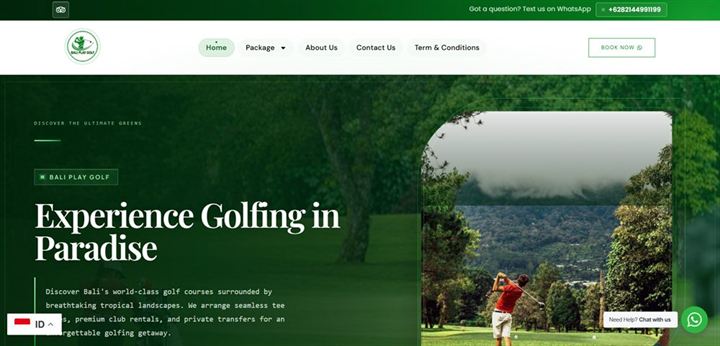 Got a question? Text us on WhatsApp
+6282144991199
BALI PLAY GOLF
Home
Package
About Us
Contact Us
Term & Conditions
BOOK NOW
DISCOVER THE ULTIMATE GREENS
BALI PLAY GOLF
Experience Golfing in
Paradise
Discover Bali's world-class golf courses surrounded by
breathtaking tropical landscapes. We arrange seamless tee
premium club rentals, and private transfers for an
golfing getaway.
ID
Need Help? Chat with us